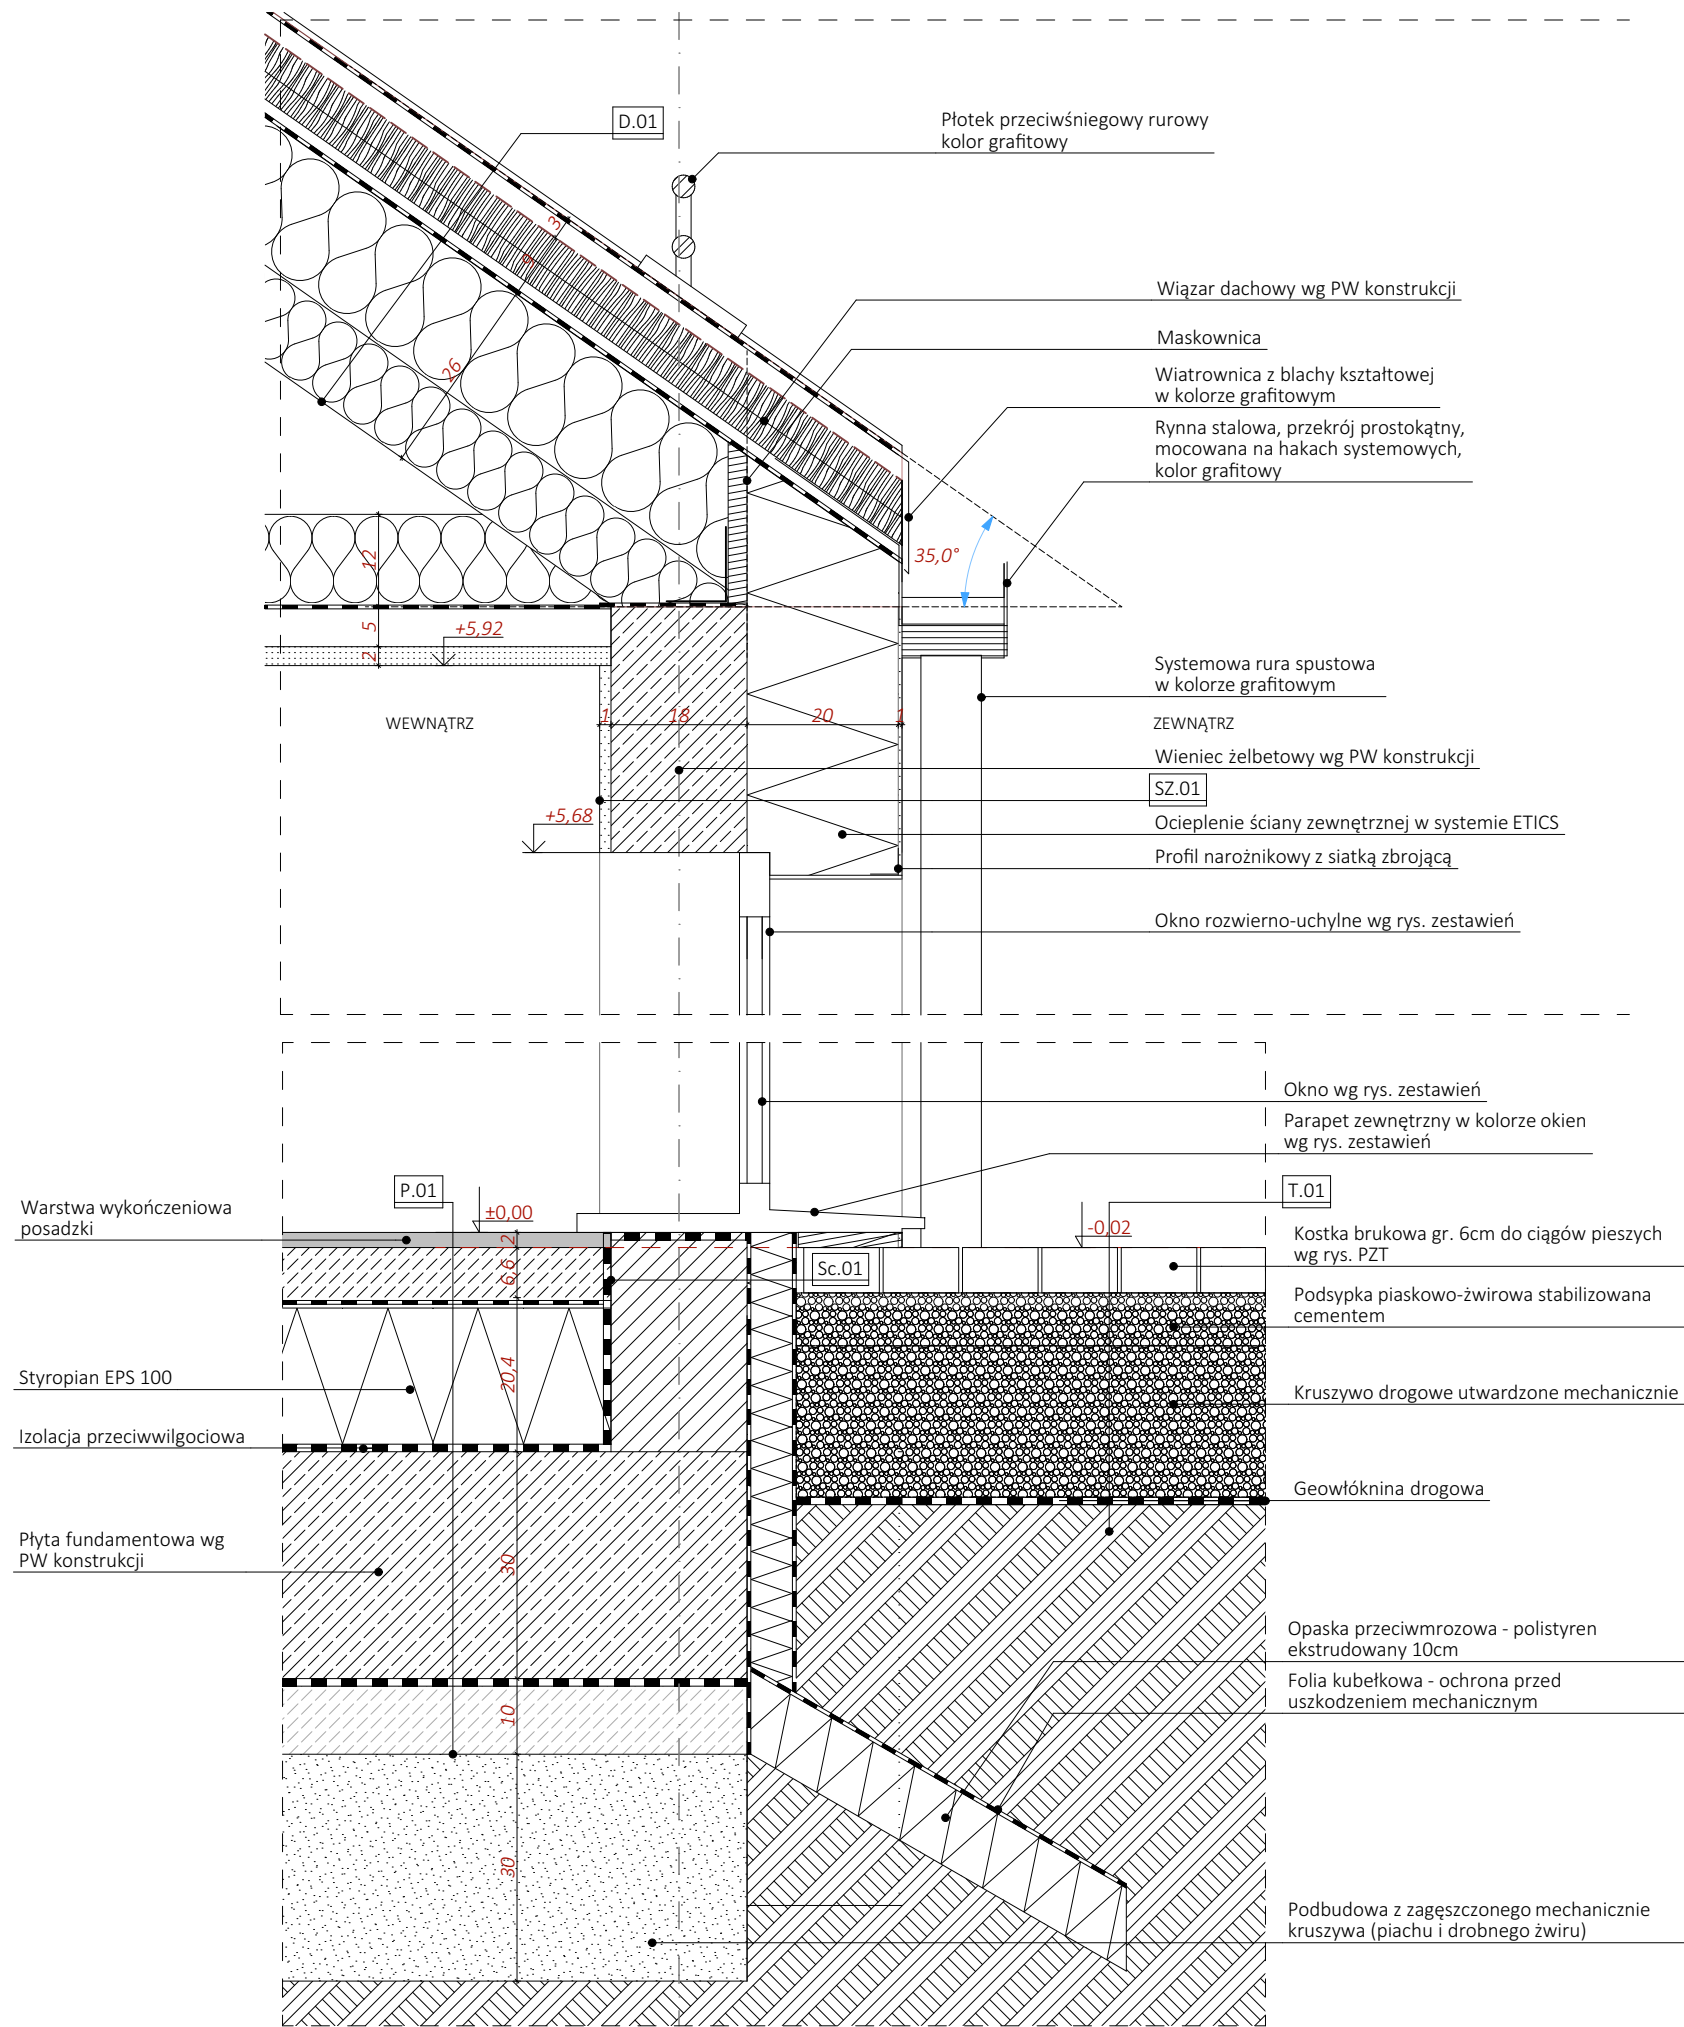 D.01
Płotek przeciwśniegowy rurowy
kolor grafitowy
3
9
26
Wiązar dachowy wg PW konstrukcji
Maskownica
Wiatrownica z blachy kształtowej
w kolorze grafitowym
Rynna stalowa, przekrój prostokątny,
mocowana na hakach systemowych,
kolor grafitowy
35,0°
12
5
2
+5,92
Systemowa rura spustowa
w kolorze grafitowym
WEWNĄTRZ
1
18
20
1
ZEWNĄTRZ
Wieniec żelbetowy wg PW konstrukcji
SZ.01
+5,68
Ocieplenie ściany zewnętrznej w systemie ETICS
Profil narożnikowy z siatką zbrojącą
Okno rozwierno-uchylne wg rys. zestawień
Okno wg rys. zestawień
Parapet zewnętrzny w kolorze okien
wg rys. zestawień
P.01
T.01
Warstwa wykończeniowa
posadzki
±0,00
-0,02
Kostka brukowa gr. 6cm do ciągów pieszych
wg rys. PZT
2
6,6
Sc.01
Podsypka piaskowo-żwirowa stabilizowana
cementem
Styropian EPS 100
20,4
Kruszywo drogowe utwardzone mechanicznie
Izolacja przeciwwilgociowa
Geowłóknina drogowa
Płyta fundamentowa wg
PW konstrukcji
30
Opaska przeciwmrozowa - polistyren
ekstrudowany 10cm
Folia kubełkowa - ochrona przed
uszkodzeniem mechanicznym
10
30
Podbudowa z zagęszczonego mechanicznie
kruszywa (piachu i drobnego żwiru)